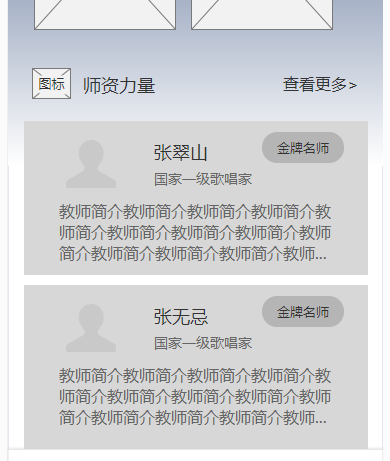 图标 师资力量 查看更多>
张翠山 金牌名师
国家一级歌唱家
教师简介教师简介教师简介教师简介教
师简介教师简介教师简介教师简介教师
简介教师简介教师简介教师简介教师...
张无忌 金牌名师
国家一级歌唱家
教师简介教师简介教师简介教师简介教
师简介教师简介教师简介教师简介教师
简介教师简介教师简介教师简介教师...